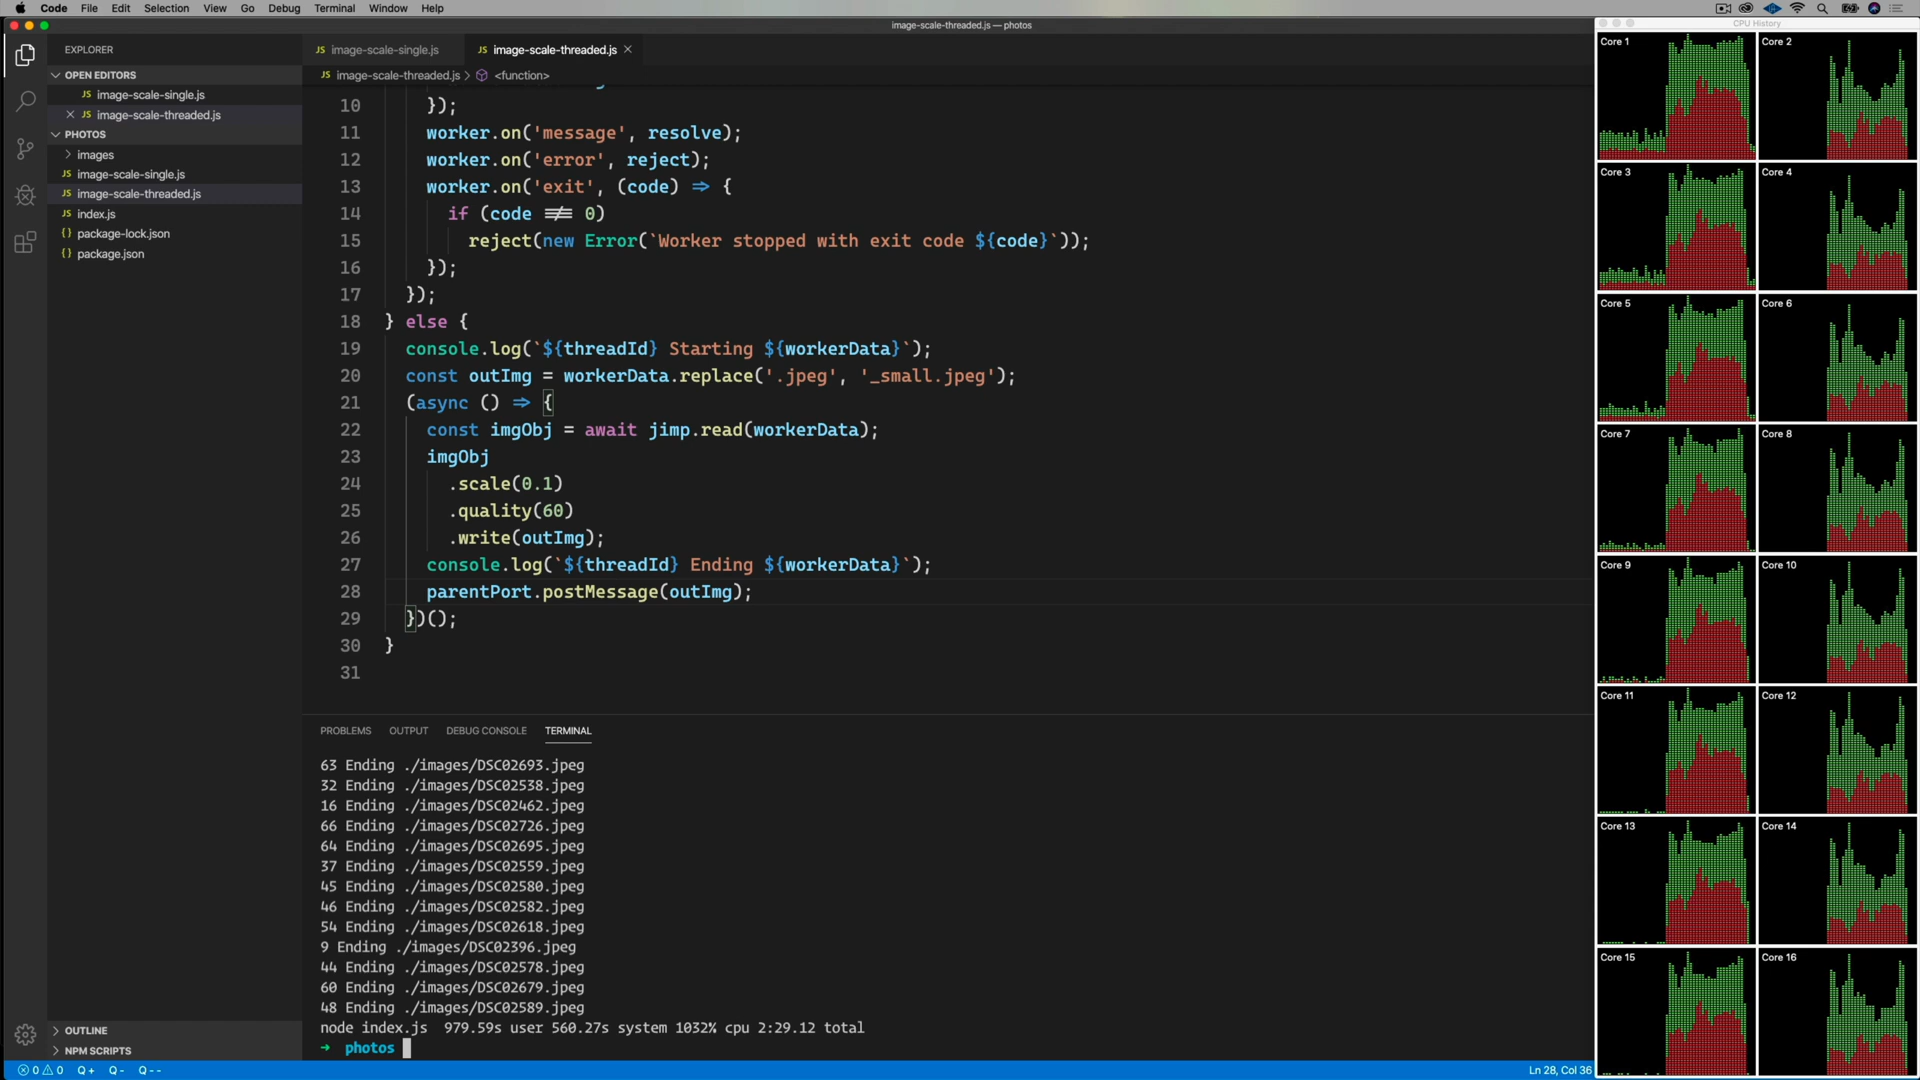 Code File Edit Selection View Go Debug Terminal Window Help
image-scale-threaded.js — photos
CPU History
EXPLORER
OPEN EDITORS
JS image-scale-single.js
JS image-scale-threaded.js
PHOTOS
images
JS image-scale-single.js
JS image-scale-threaded.js
JS index.js
{} package-lock.json
{} package.json
OUTLINE
NPM SCRIPTS
JS image-scale-single.js JS image-scale-threaded.js
JS image-scale-threaded.js > <function>
10 });
11 worker.on('message', resolve);
12 worker.on('error', reject);
13 worker.on('exit', (code) => {
14 if (code !== 0)
15 reject(new Error(`Worker stopped with exit code ${code}`));
16 });
17 });
18 } else {
19 console.log(`${threadId} Starting ${workerData}`);
20 const outImg = workerData.replace('.jpeg', '_small.jpeg');
21 (async () => {
22 const imgObj = await jimp.read(workerData);
23 imgObj
24 .scale(0.1)
25 .quality(60)
26 .write(outImg);
27 console.log(`${threadId} Ending ${workerData}`);
28 parentPort.postMessage(outImg);
29 })();
30 }
31
PROBLEMS OUTPUT DEBUG CONSOLE TERMINAL
63 Ending ./images/DSC02693.jpeg
32 Ending ./images/DSC02538.jpeg
16 Ending ./images/DSC02462.jpeg
66 Ending ./images/DSC02726.jpeg
64 Ending ./images/DSC02695.jpeg
37 Ending ./images/DSC02559.jpeg
45 Ending ./images/DSC02580.jpeg
46 Ending ./images/DSC02582.jpeg
54 Ending ./images/DSC02618.jpeg
9 Ending ./images/DSC02396.jpeg
44 Ending ./images/DSC02578.jpeg
60 Ending ./images/DSC02679.jpeg
48 Ending ./images/DSC02589.jpeg
node index.js 979.59s user 560.27s system 1032% cpu 2:29.12 total
→ photos
0 0 Q+ Q- Q-- Ln 28, Col 36
Core 1 Core 2
Core 3 Core 4
Core 5 Core 6
Core 7 Core 8
Core 9 Core 10
Core 11 Core 12
Core 13 Core 14
Core 15 Core 16